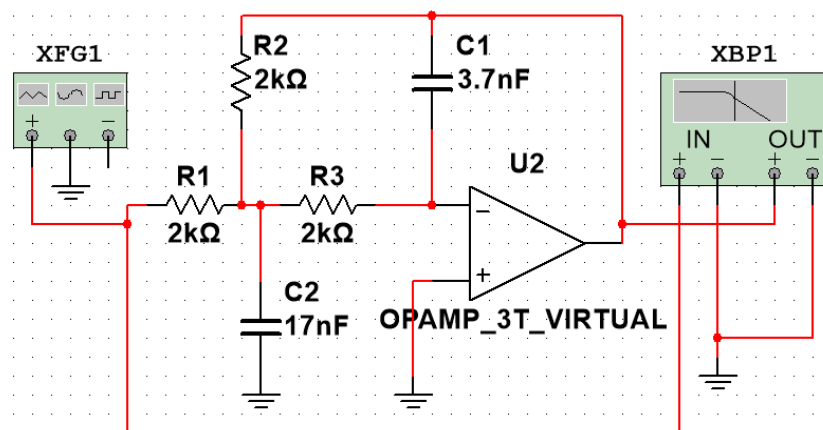 XFG1
+
−
R2
2kΩ
C1
3.7nF
XBP1
IN
OUT
+
−
+
−
R1
2kΩ
R3
2kΩ
U2
−
+
C2
17nF
OPAMP_3T_VIRTUAL